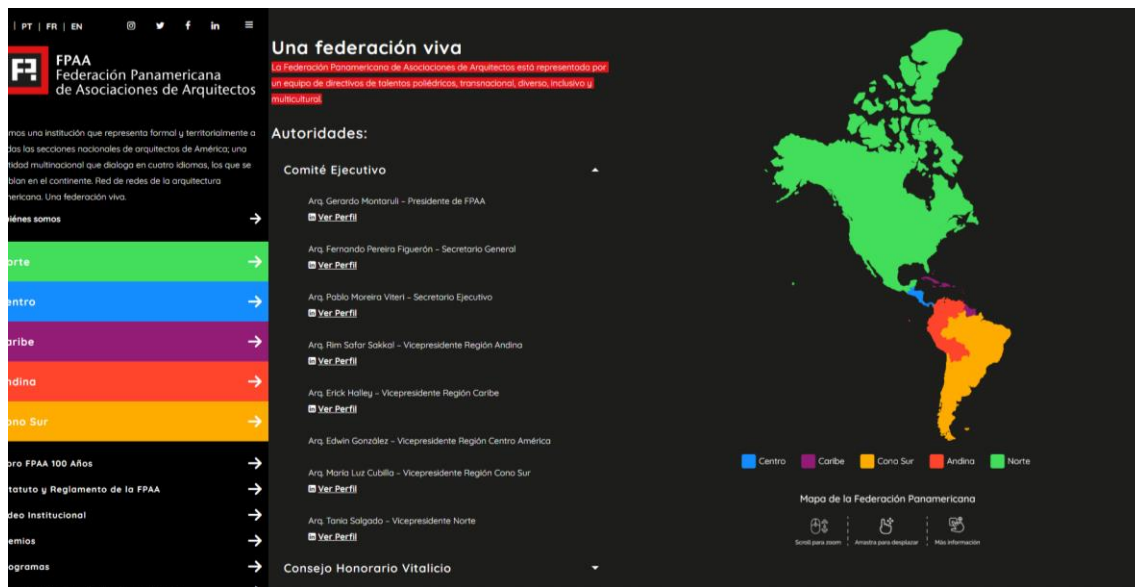 | PT | FR | EN
FPAA
Federación Panamericana
de Asociaciones de Arquitectos
mos una institución que representa formal y territorialmente a
das las secciones nacionales de arquitectos de América; una
tidad multinacional que dialoga en cuatro idiomas, los que se
blan en el continente. Red de redes de la arquitectura
nericana. Una federación viva.
uiénes somos
orte
entro
aribe
ndina
ono Sur
bro FPAA 100 Años
tatuto y Reglamento de la FPAA
deo Institucional
emios
ogramas
Una federación viva
La Federación Panamericana de Asociaciones de Arquitectos está representada por
un equipo de directivos de talentos poliédricos, transnacional, diverso, inclusivo y
multicultural.
Autoridades:
Comité Ejecutivo
Arq. Gerardo Montaruli – Presidente de FPAA
Ver Perfil
Arq. Fernando Pereira Figuerón – Secretario General
Ver Perfil
Arq. Pablo Moreira Viteri – Secretario Ejecutivo
Ver Perfil
Arq. Rim Safar Sakkal – Vicepresidente Región Andina
Ver Perfil
Arq. Erick Halley – Vicepresidente Región Caribe
Ver Perfil
Arq. Edwin González – Vicepresidente Región Centro América
Arq. María Luz Cubilla – Vicepresidente Región Cono Sur
Ver Perfil
Arq. Tania Salgado – Vicepresidente Norte
Ver Perfil
Consejo Honorario Vitalicio
Centro Caribe Cono Sur Andina Norte
Mapa de la Federación Panamericana
Scroll para zoom Arrastra para desplazar Más información